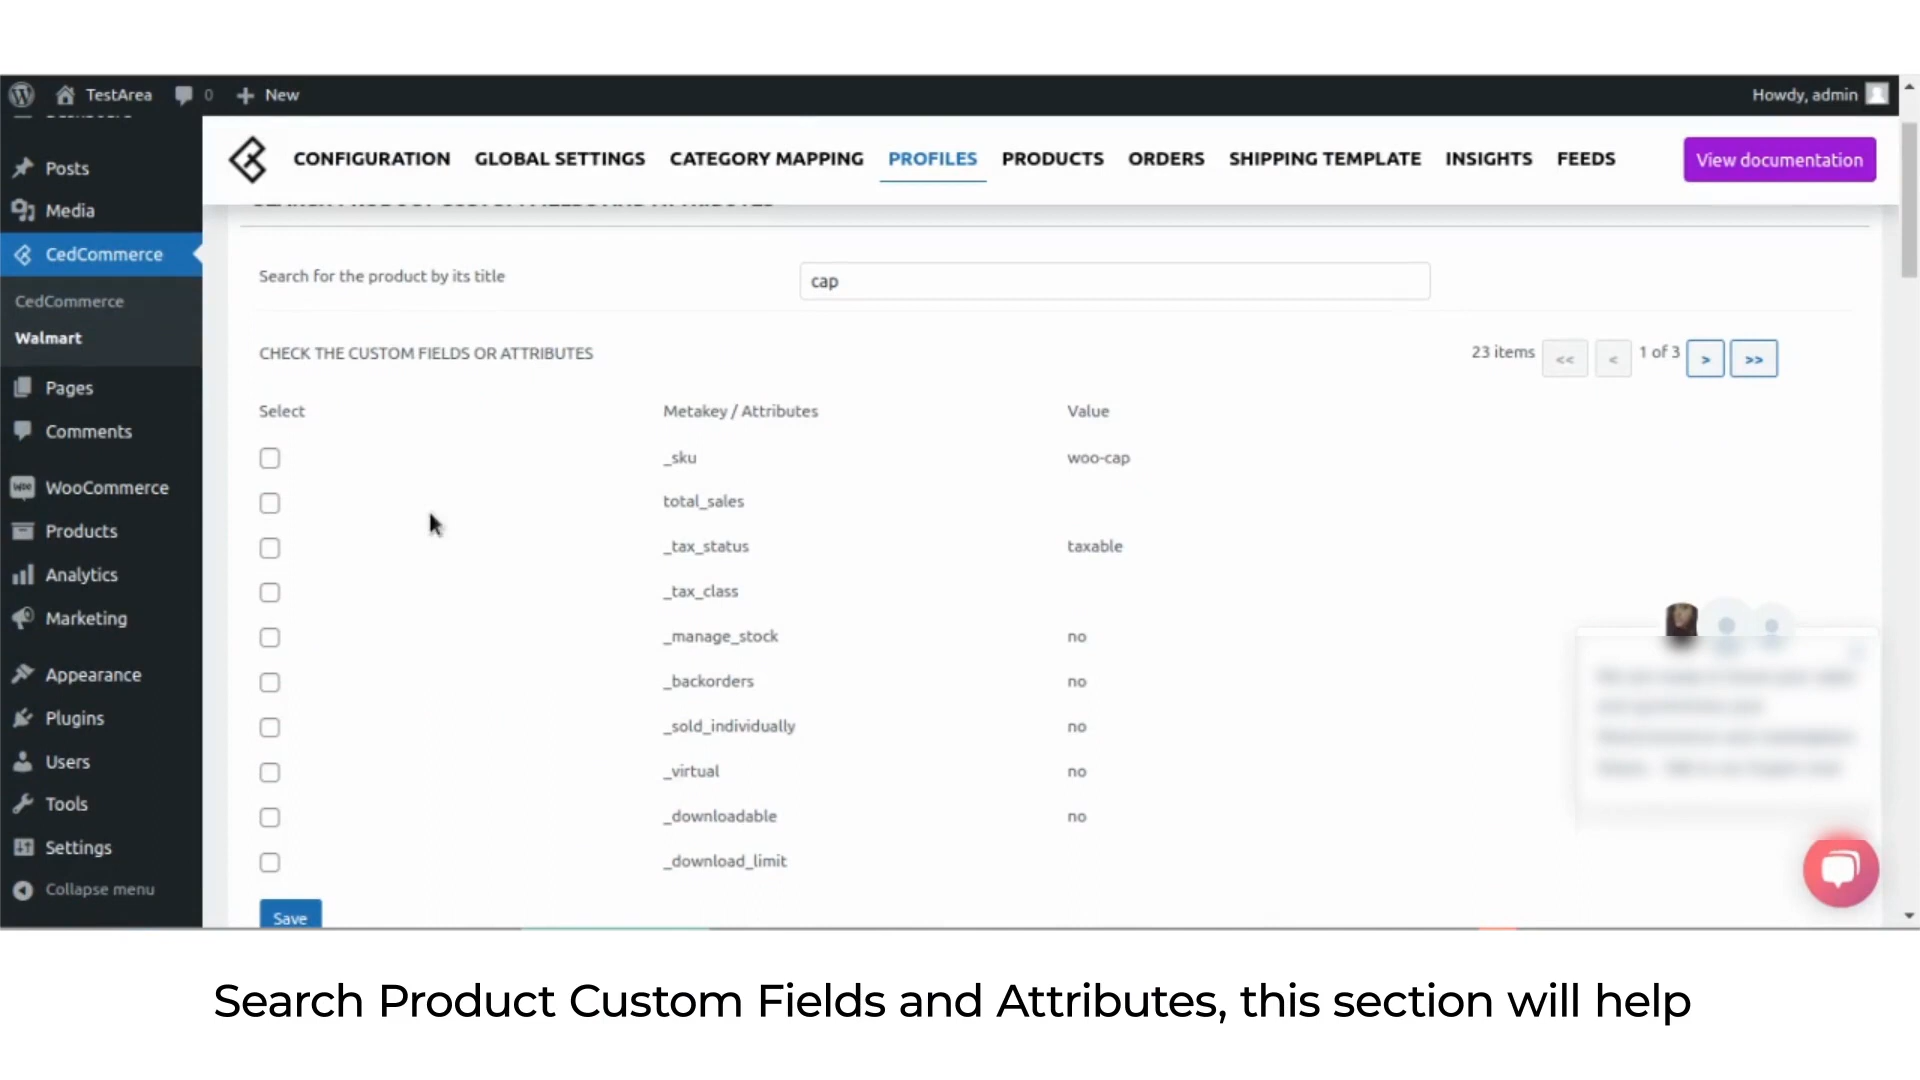 TestArea
0
New
Howdy, admin
CONFIGURATION
GLOBAL SETTINGS
CATEGORY MAPPING
PROFILES
PRODUCTS
ORDERS
SHIPPING TEMPLATE
INSIGHTS
FEEDS
View documentation
Posts
Media
CedCommerce
CedCommerce
Walmart
Pages
Comments
WooCommerce
Products
Analytics
Marketing
Appearance
Plugins
Users
Tools
Settings
Collapse menu
Search for the product by its title
cap
CHECK THE CUSTOM FIELDS OR ATTRIBUTES
23 items << < 1 of 3 > >>
Select Metakey / Attributes Value
_sku woo-cap
total_sales
_tax_status taxable
_tax_class
_manage_stock no
_backorders no
_sold_individually no
_virtual no
_downloadable no
_download_limit
Save
Search Product Custom Fields and Attributes, this section will help